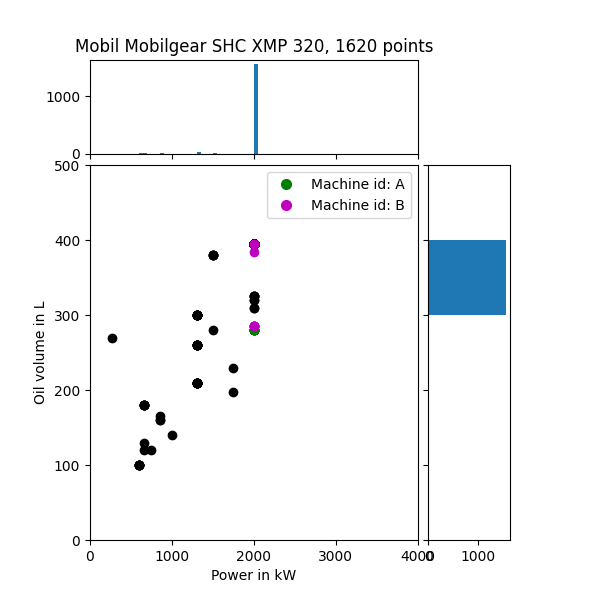 Mobil Mobilgear SHC XMP 320, 1620 points
1000
0
500
400
300
200
100
0
Oil volume in L
Machine id: A
Machine id: B
0 1000 2000 3000 4000
0 1000
Power in kW